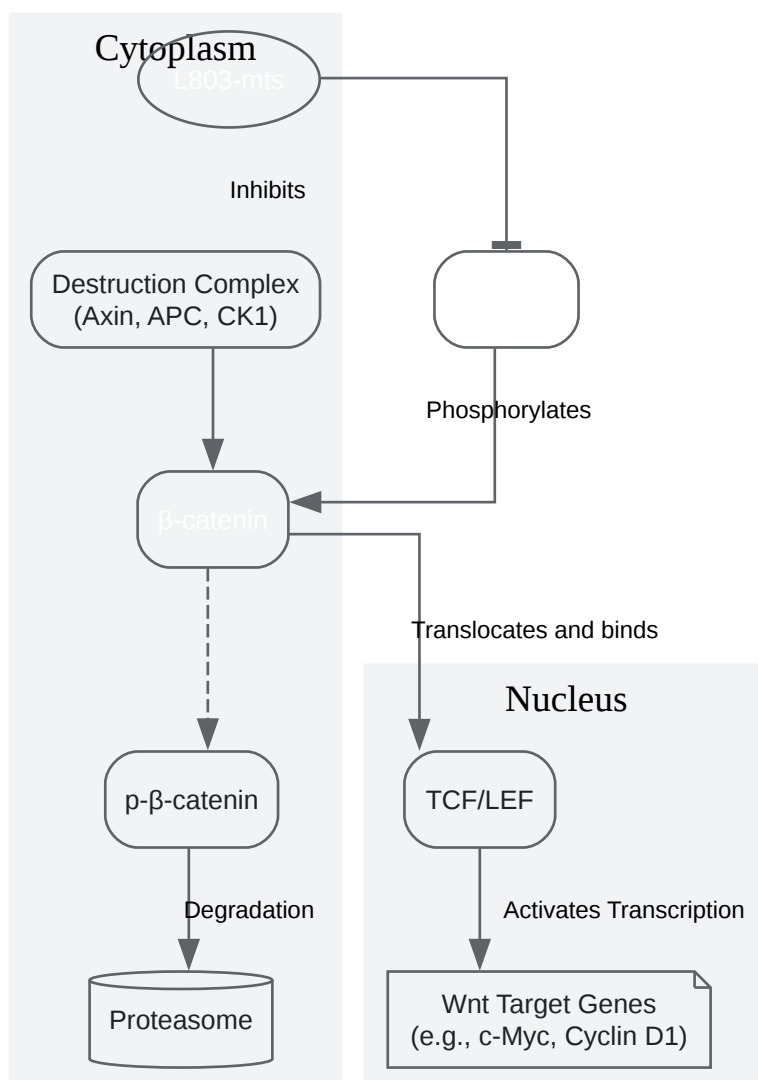 Cytoplasm
L803-mts
Inhibits
Destruction Complex
(Axin, APC, CK1)
Phosphorylates
β-catenin
Translocates and binds
Nucleus
p-β-catenin
TCF/LEF
Degradation
Activates Transcription
Proteasome
Wnt Target Genes
(e.g., c-Myc, Cyclin D1)